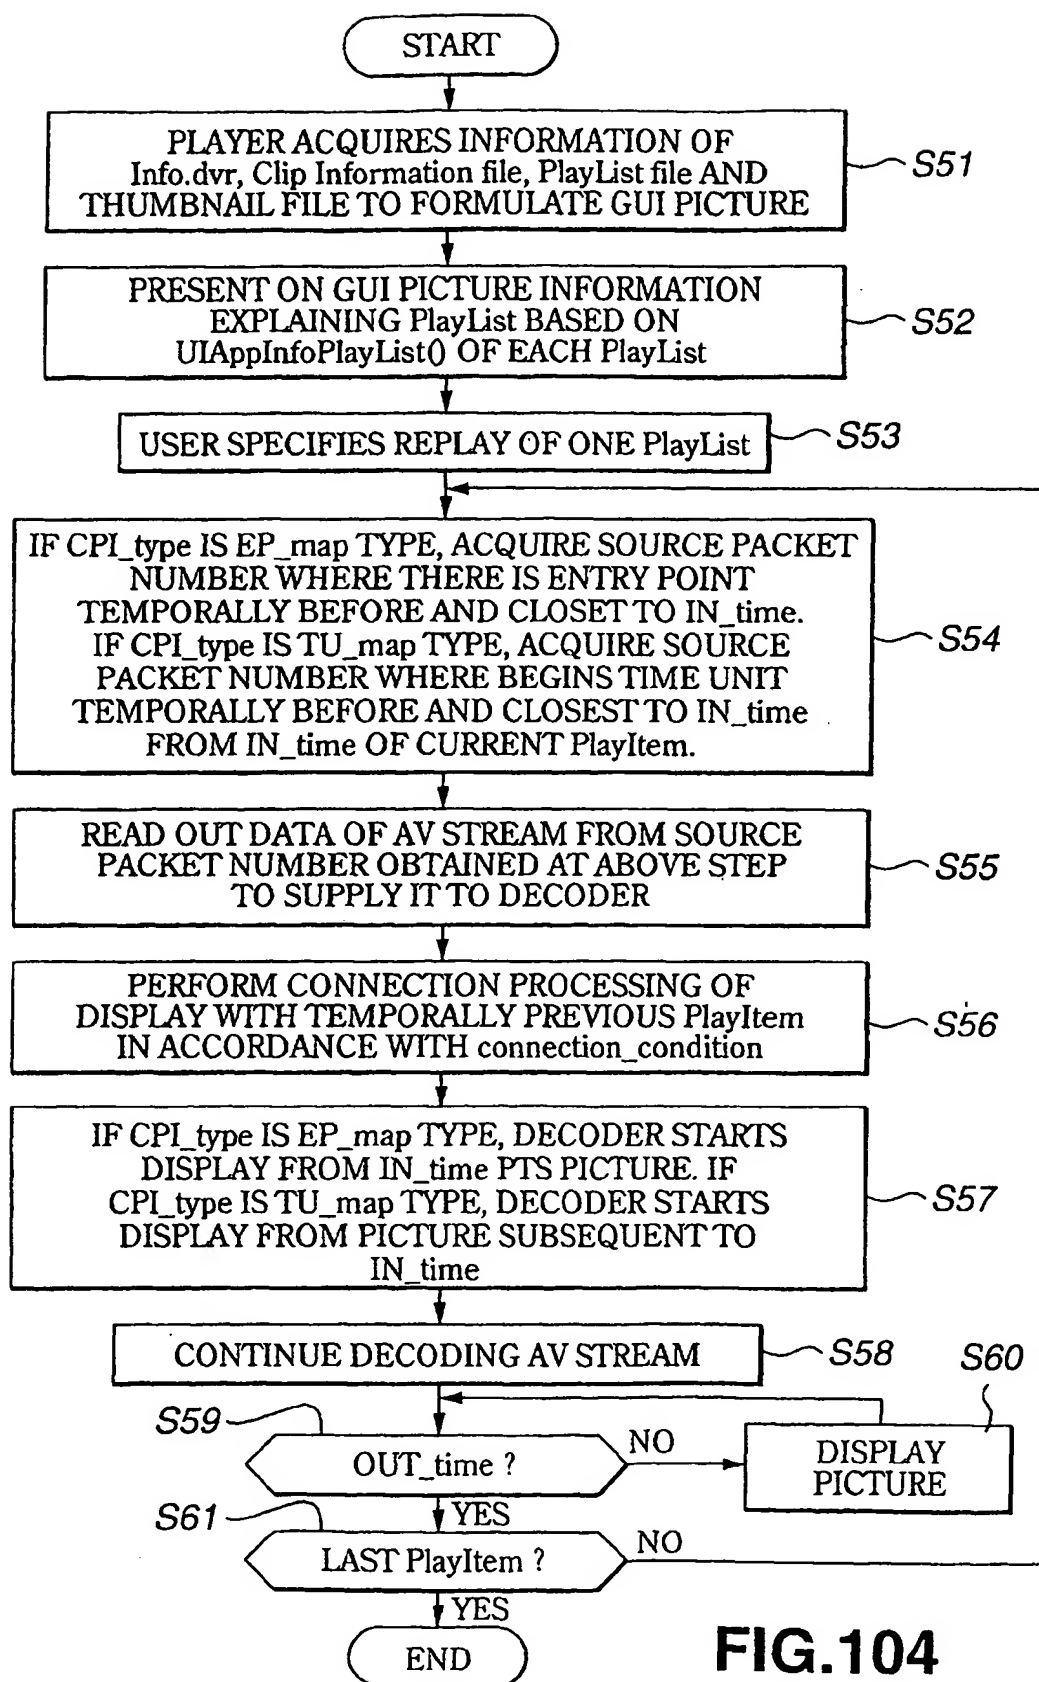 START
PLAYER ACQUIRES INFORMATION OF
Info.dvr, Clip Information file, PlayList file AND
THUMBNAIL FILE TO FORMULATE GUI PICTURE
S51
PRESENT ON GUI PICTURE INFORMATION
EXPLAINING PlayList BASED ON
UIAppInfoPlayList() OF EACH PlayList
S52
USER SPECIFIES REPLAY OF ONE PlayList
S53
IF CPI_type IS EP_map TYPE, ACQUIRE SOURCE PACKET
NUMBER WHERE THERE IS ENTRY POINT
TEMPORALLY BEFORE AND CLOSET TO IN_time.
IF CPI_type IS TU_map TYPE, ACQUIRE SOURCE
PACKET NUMBER WHERE BEGINS TIME UNIT
TEMPORALLY BEFORE AND CLOSEST TO IN_time
FROM IN_time OF CURRENT PlayItem.
S54
READ OUT DATA OF AV STREAM FROM SOURCE
PACKET NUMBER OBTAINED AT ABOVE STEP
TO SUPPLY IT TO DECODER
S55
PERFORM CONNECTION PROCESSING OF
DISPLAY WITH TEMPORALLY PREVIOUS PlayItem
IN ACCORDANCE WITH connection_condition
S56
IF CPI_type IS EP_map TYPE, DECODER STARTS
DISPLAY FROM IN_time PTS PICTURE. IF
CPI_type IS TU_map TYPE, DECODER STARTS
DISPLAY FROM PICTURE SUBSEQUENT TO
IN_time
S57
CONTINUE DECODING AV STREAM
S58
S59
OUT_time ?
NO
S60
DISPLAY
PICTURE
YES
S61
LAST PlayItem ?
NO
YES
END
FIG.104